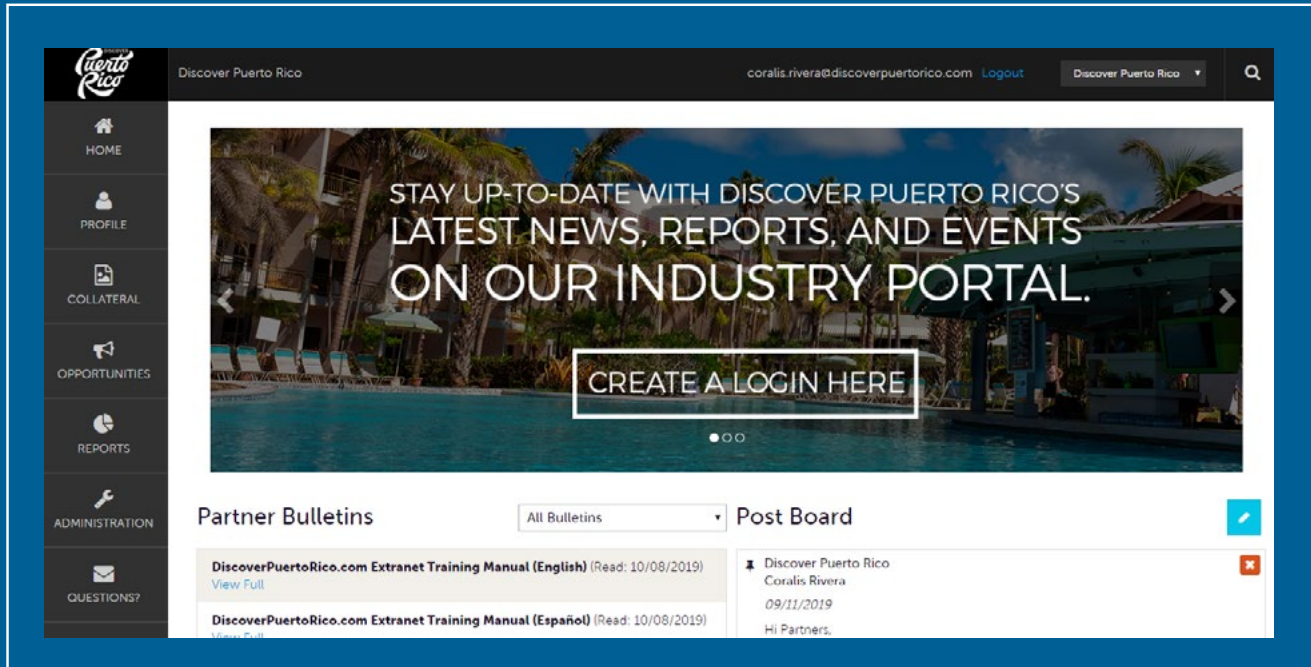 DISCOVER
Puerto
Rico
Discover Puerto Rico
coralis.rivera@discoverpuertorico.com Logout
Discover Puerto Rico
HOME
PROFILE
COLLATERAL
OPPORTUNITIES
REPORTS
ADMINISTRATION
QUESTIONS?
STAY UP-TO-DATE WITH DISCOVER PUERTO RICO'S
LATEST NEWS, REPORTS, AND EVENTS
ON OUR INDUSTRY PORTAL.
CREATE A LOGIN HERE
Partner Bulletins
All Bulletins
DiscoverPuertoRico.com Extranet Training Manual (English) (Read: 10/08/2019)
View Full
DiscoverPuertoRico.com Extranet Training Manual (Español) (Read: 10/08/2019)
View Full
Post Board
Discover Puerto Rico
Coralis Rivera
09/11/2019
Hi Partners,